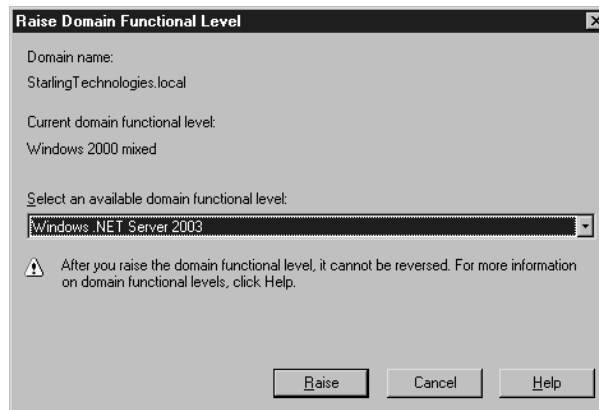 Raise Domain Functional Level
Domain name:
StarlingTechnologies.local
Current domain functional level:
Windows 2000 mixed
Select an available domain functional level:
Windows .NET Server 2003
After you raise the domain functional level, it cannot be reversed. For more information
on domain functional levels, click Help.
Raise
Cancel
Help